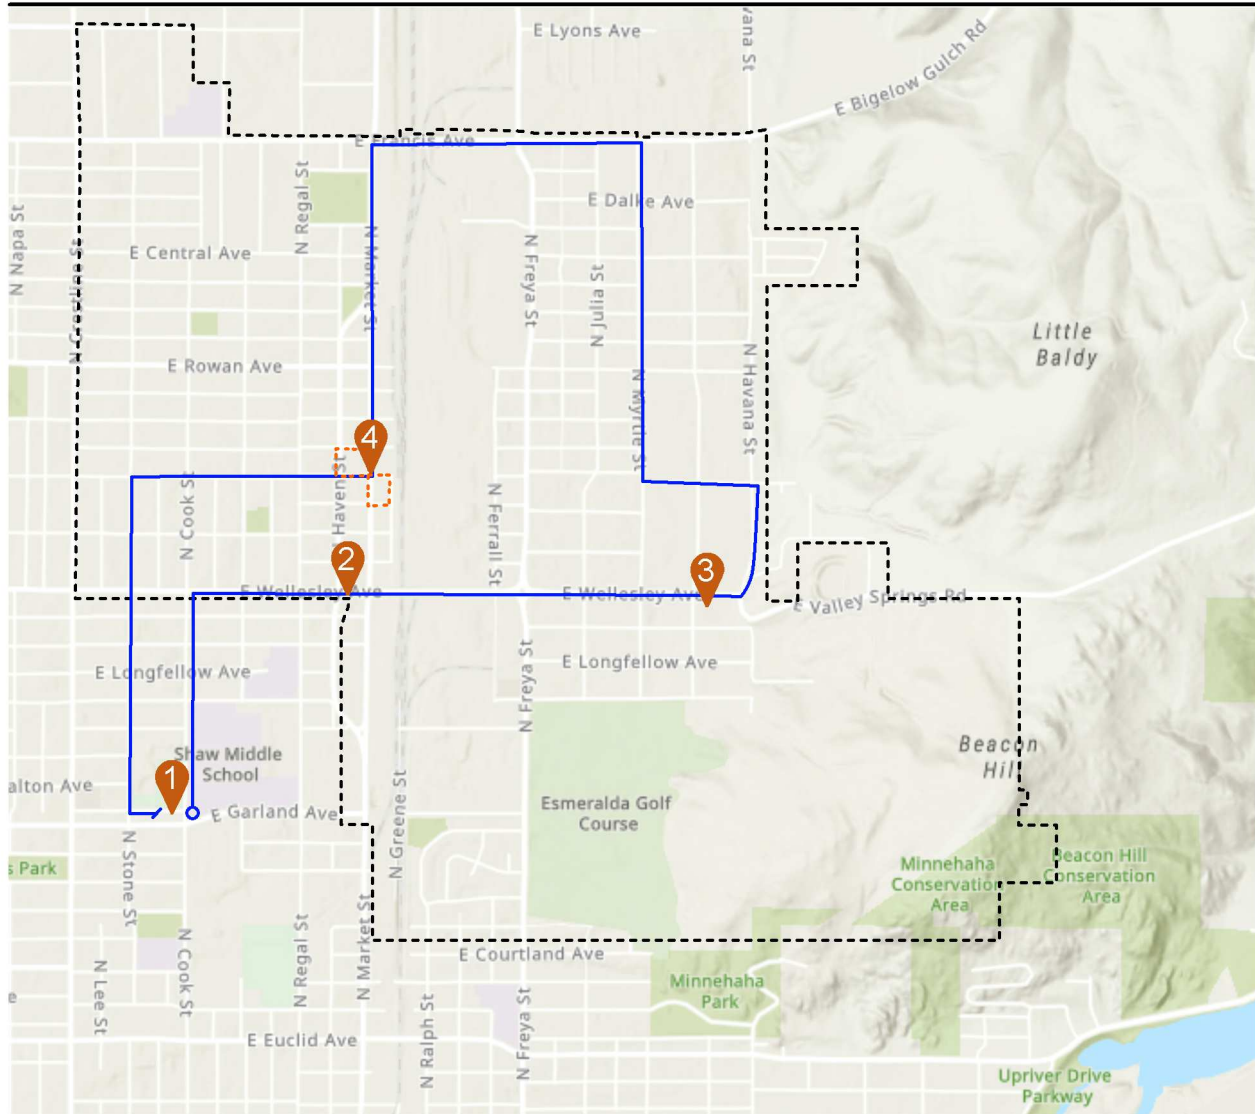 E Lyons Ave
vana St
E Bigelow Gulch Rd
E Francis Ave
N Regal St
E Dalke Ave
N Napa St
N Crestline St
E Central Ave
N Market St
N Freya St
N Julia St
Little
Baldy
E Rowan Ave
N Havana St
N Myrtle St
4
N Cook St
N Haven St
N Ferrall St
2
3
E Wellesley Ave
E Wellesley Ave
E Valley Springs Rd
E Longfellow Ave
N Freya St
E Longfellow Ave
Shaw Middle
School
Beacon
Hill
1
alton Ave
E Garland Ave
N Greene St
Esmeralda Golf
Course
s Park
N Stone St
Minnehaha
Conservation
Area
Beacon Hill
Conservation
Area
N Cook St
N Regal St
N Market St
E Courtland Ave
N Lee St
e
Minnehaha
Park
N Ralph St
N Freya St
E Euclid Ave
Upriver Drive
Parkway